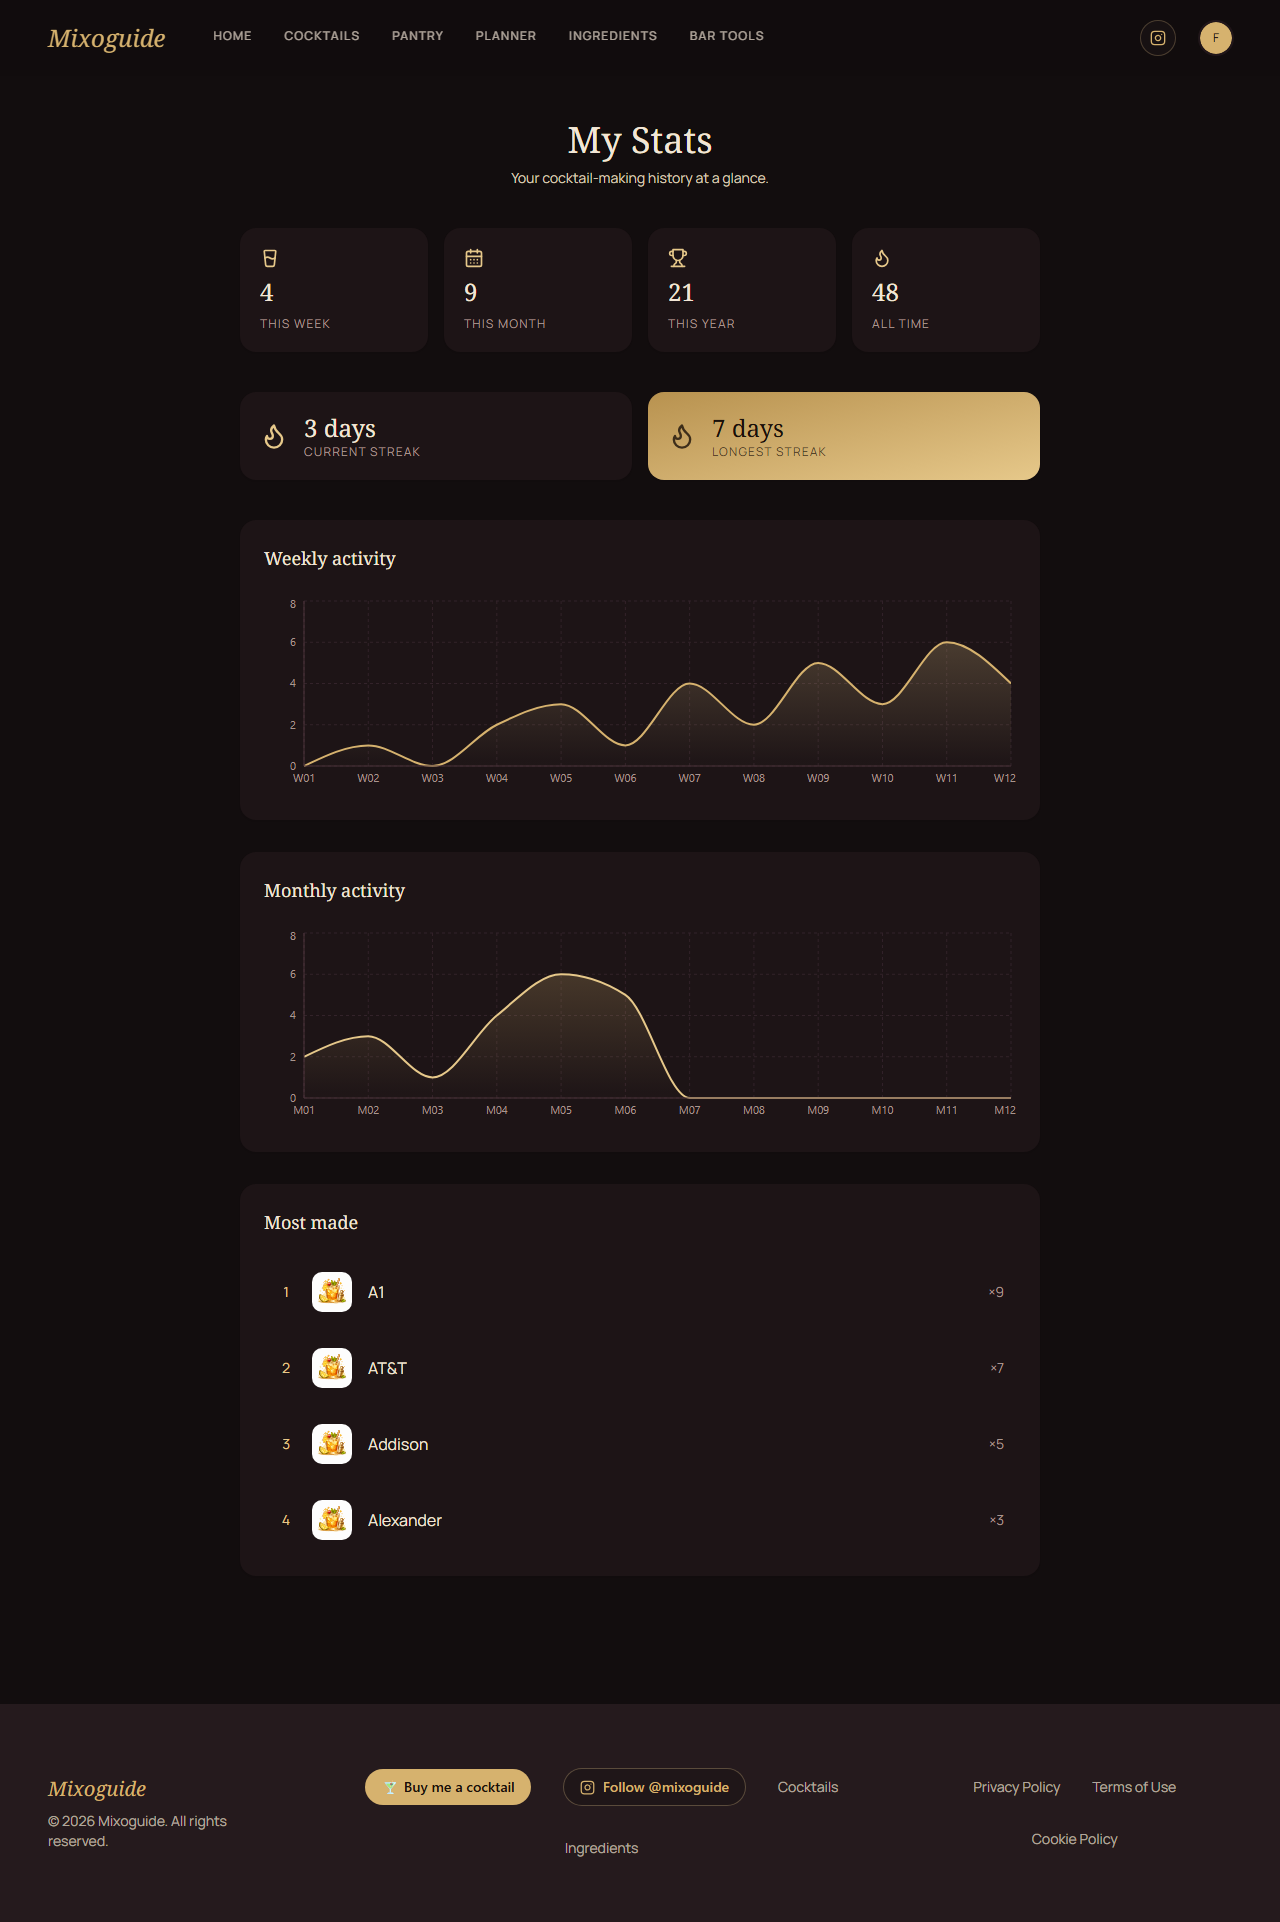 Mixoguide
HOME COCKTAILS PANTRY PLANNER INGREDIENTS BAR TOOLS
F
My Stats
Your cocktail-making history at a glance.
4
THIS WEEK
9
THIS MONTH
21
THIS YEAR
48
ALL TIME
3 days
CURRENT STREAK
7 days
LONGEST STREAK
Weekly activity
8
6
4
2
0
W01 W02 W03 W04 W05 W06 W07 W08 W09 W10 W11 W12
Monthly activity
8
6
4
2
0
M01 M02 M03 M04 M05 M06 M07 M08 M09 M10 M11 M12
Most made
1 A1 ×9
2 AT&T ×7
3 Addison ×5
4 Alexander ×3
Mixoguide
© 2026 Mixoguide. All rights
reserved.
Buy me a cocktail Follow @mixoguide Cocktails
Ingredients
Privacy Policy Terms of Use
Cookie Policy